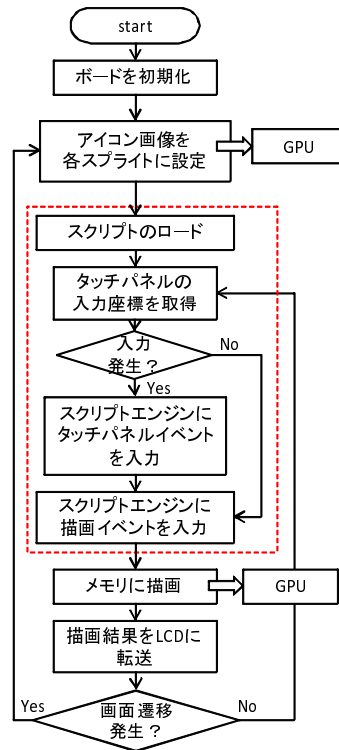 start
ボードを初期化
アイコン画像を
各スプライトに設定
GPU
スクリプトのロード
タッチパネルの
入力座標を取得
入力
発生？
No
Yes
スクリプトエンジンに
タッチパネルイベント
を入力
スクリプトエンジンに
描画イベントを入力
メモリに描画
GPU
描画結果をLCDに
転送
Yes
画面遷移
発生？
No